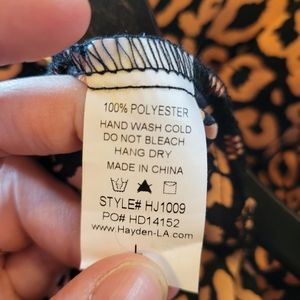 100% POLYESTER
HAND WASH COLD
DO NOT BLEACH
HANG DRY
MADE IN CHINA
STYLE# HJ1009
PO# HD14152
www.Hayden-LA.com
L